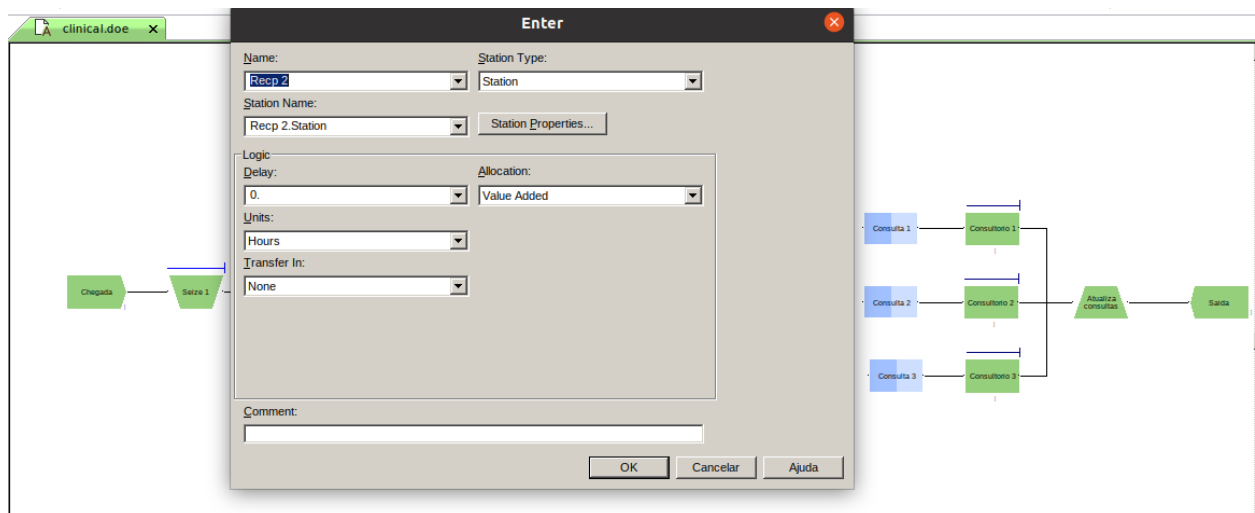 clinical.doe x
Enter
Name:
Station Type:
Recp 2
Station
Station Name:
Recp 2.Station
Station Properties...
Logic
Delay:
Allocation:
0.
Value Added
Units:
Hours
Transfer In:
None
Comment:
OK
Cancelar
Ajuda
Chegada
Seize 1
Consulta 1
Consultorio 1
Consulta 2
Consultorio 2
Atualiza
consultas
Saida
Consulta 3
Consultorio 3